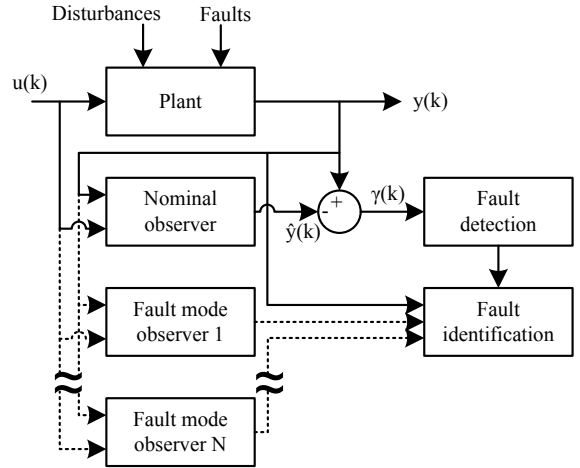 Disturbances
Faults
u(k)
Plant
y(k)
Nominal
observer
-
+
γ(k)
ŷ(k)
Fault
detection
Fault mode
observer 1
Fault
identification
Fault mode
observer N